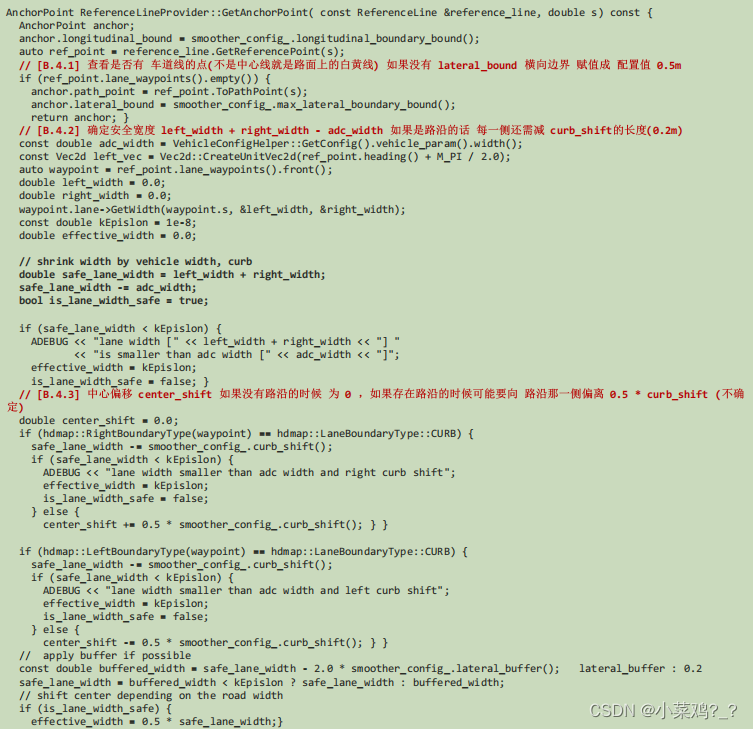 AnchorPoint ReferenceLineProvider::GetAnchorPoint( const ReferenceLine &reference_line, double s) const {
  AnchorPoint anchor;
  anchor.longitudinal_bound = smoother_config_.longitudinal_boundary_bound();
  auto ref_point = reference_line.GetReferencePoint(s);
  // [B.4.1] 查看是否有 车道线的点(不是中心线就是路面上的白黄线) 如果没有 lateral_bound 横向边界 赋值成 配置值 0.5m
  if (ref_point.lane_waypoints().empty()) {
    anchor.path_point = ref_point.ToPathPoint(s);
    anchor.lateral_bound = smoother_config_.max_lateral_boundary_bound();
    return anchor; }
  // [B.4.2] 确定安全宽度 left_width + right_width - adc_width 如果是路沿的话 每一侧还需减 curb_shift的长度(0.2m)
  const double adc_width = VehicleConfigHelper::GetConfig().vehicle_param().width();
  const Vec2d left_vec = Vec2d::CreateUnitVec2d(ref_point.heading() + M_PI / 2.0);
  auto waypoint = ref_point.lane_waypoints().front();
  double left_width = 0.0;
  double right_width = 0.0;
  waypoint.lane->GetWidth(waypoint.s, &left_width, &right_width);
  const double kEpislon = 1e-8;
  double effective_width = 0.0;

  // shrink width by vehicle width, curb
  double safe_lane_width = left_width + right_width;
  safe_lane_width -= adc_width;
  bool is_lane_width_safe = true;

  if (safe_lane_width < kEpislon) {
    ADEBUG << "lane width [" << left_width + right_width << "] "
           << "is smaller than adc width [" << adc_width << "]";
    effective_width = kEpislon;
    is_lane_width_safe = false; }
  // [B.4.3] 中心偏移 center_shift 如果没有路沿的时候 为 0 ，如果存在路沿的时候可能要向 路沿那一侧偏离 0.5 * curb_shift (不确
定)
  double center_shift = 0.0;
  if (hdmap::RightBoundaryType(waypoint) == hdmap::LaneBoundaryType::CURB) {
    safe_lane_width -= smoother_config_.curb_shift();
    if (safe_lane_width < kEpislon) {
      ADEBUG << "lane width smaller than adc width and right curb shift";
      effective_width = kEpislon;
      is_lane_width_safe = false;
    } else {
      center_shift += 0.5 * smoother_config_.curb_shift(); } }

  if (hdmap::LeftBoundaryType(waypoint) == hdmap::LaneBoundaryType::CURB) {
    safe_lane_width -= smoother_config_.curb_shift();
    if (safe_lane_width < kEpislon) {
      ADEBUG << "lane width smaller than adc width and left curb shift";
      effective_width = kEpislon;
      is_lane_width_safe = false;
    } else {
      center_shift -= 0.5 * smoother_config_.curb_shift(); } }
  //  apply buffer if possible
  const double buffered_width = safe_lane_width - 2.0 * smoother_config_.lateral_buffer();   lateral_buffer : 0.2
  safe_lane_width = buffered_width < kEpislon ? safe_lane_width : buffered_width;
  // shift center depending on the road width
  if (is_lane_width_safe) {
    effective_width = 0.5 * safe_lane_width;}
CSDN @小菜鸡?_?